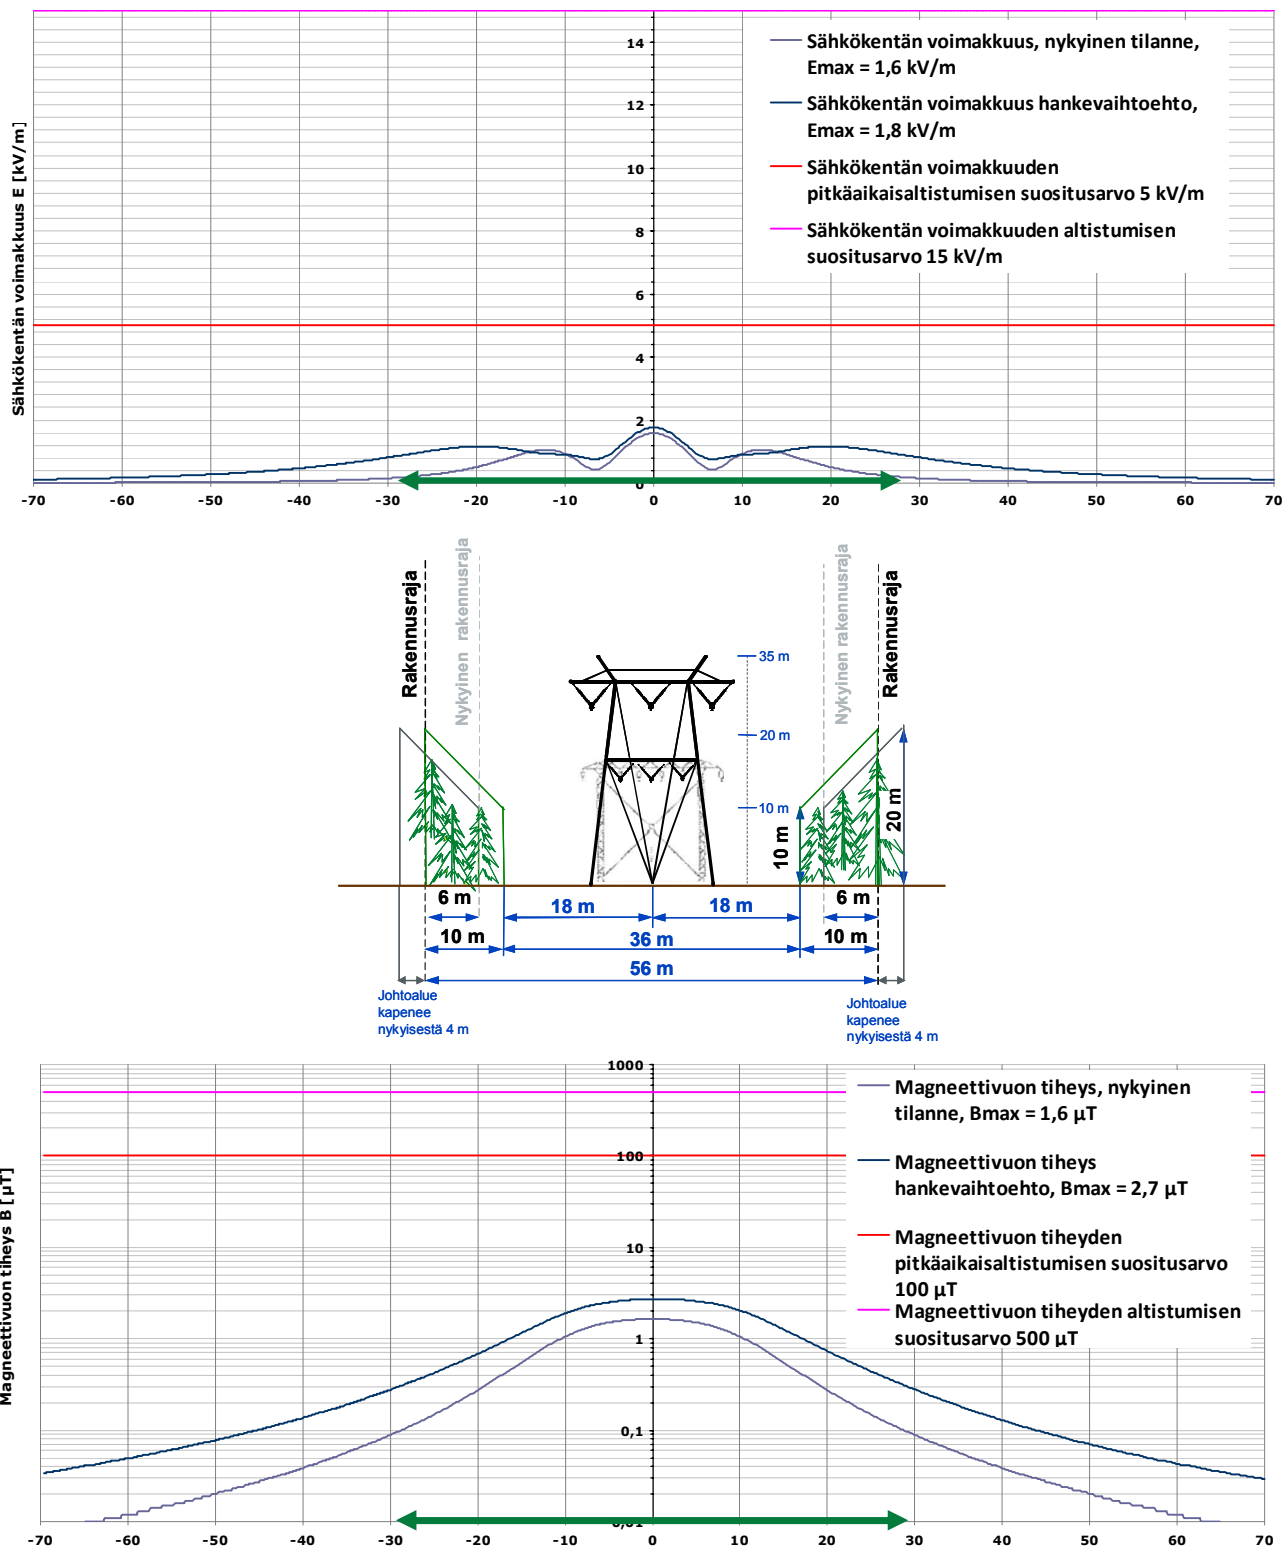 Sähkökentän voimakkuus E [kV/m]
14
12
10
8
6
4
2
0
Sähkökentän voimakkuus, nykyinen tilanne,
Emax = 1,6 kV/m
Sähkökentän voimakkuus hankevaihtoehto,
Emax = 1,8 kV/m
Sähkökentän voimakkuuden
pitkäaikaisaltistumisen suositusarvo 5 kV/m
Sähkökentän voimakkuuden altistumisen
suositusarvo 15 kV/m
-70 -60 -50 -40 -30 -20 -10 0 10 20 30 40 50 60 70
Rakennusraja
Nykyinen rakennusraja
Nykyinen rakennusraja
Rakennusraja
35 m
20 m
10 m
10 m
20 m
6 m
18 m
18 m
6 m
10 m
36 m
10 m
56 m
Johtoalue
kapenee
nykyisestä 4 m
Johtoalue
kapenee
nykyisestä 4 m
Magneettivuon tiheys B [µT]
1000
100
10
1
0,1
0,01
Magneettivuon tiheys, nykyinen
tilanne, Bmax = 1,6 µT
Magneettivuon tiheys
hankevaihtoehto, Bmax = 2,7 µT
Magneettivuon tiheyden
pitkäaikaisaltistumisen suositusarvo
100 µT
Magneettivuon tiheyden altistumisen
suositusarvo 500 µT
-70 -60 -50 -40 -30 -20 -10 0 10 20 30 40 50 60 70